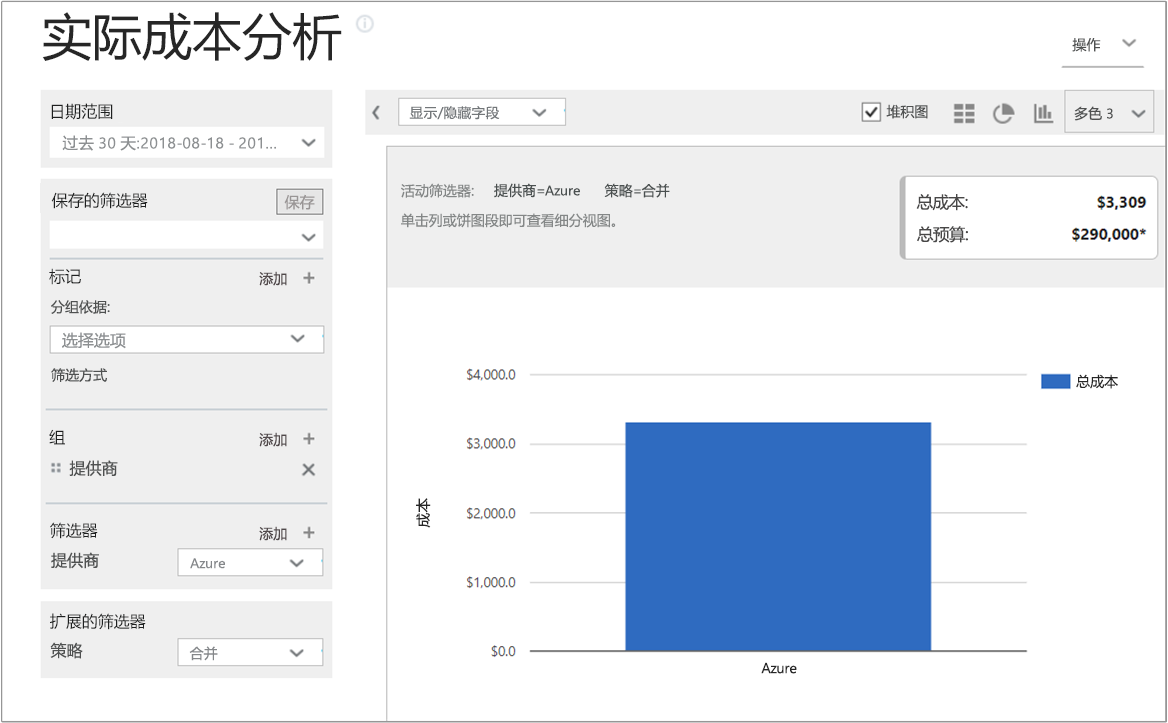 实际成本分析
操作
日期范围
过去 30 天:2018-08-18 - 201...
保存的筛选器
保存
标记
添加
分组依据:
选择选项
筛选方式
组
添加
提供商
筛选器
添加
提供商
Azure
扩展的筛选器
策略
合并
显示/隐藏字段
堆积图
多色 3
活动筛选器: 提供商=Azure 策略=合并
单击列或饼图段即可查看细分视图。
总成本: $3,309
总预算: $290,000*
$4,000.0
$3,000.0
$2,000.0
$1,000.0
$0.0
成本
Azure
总成本